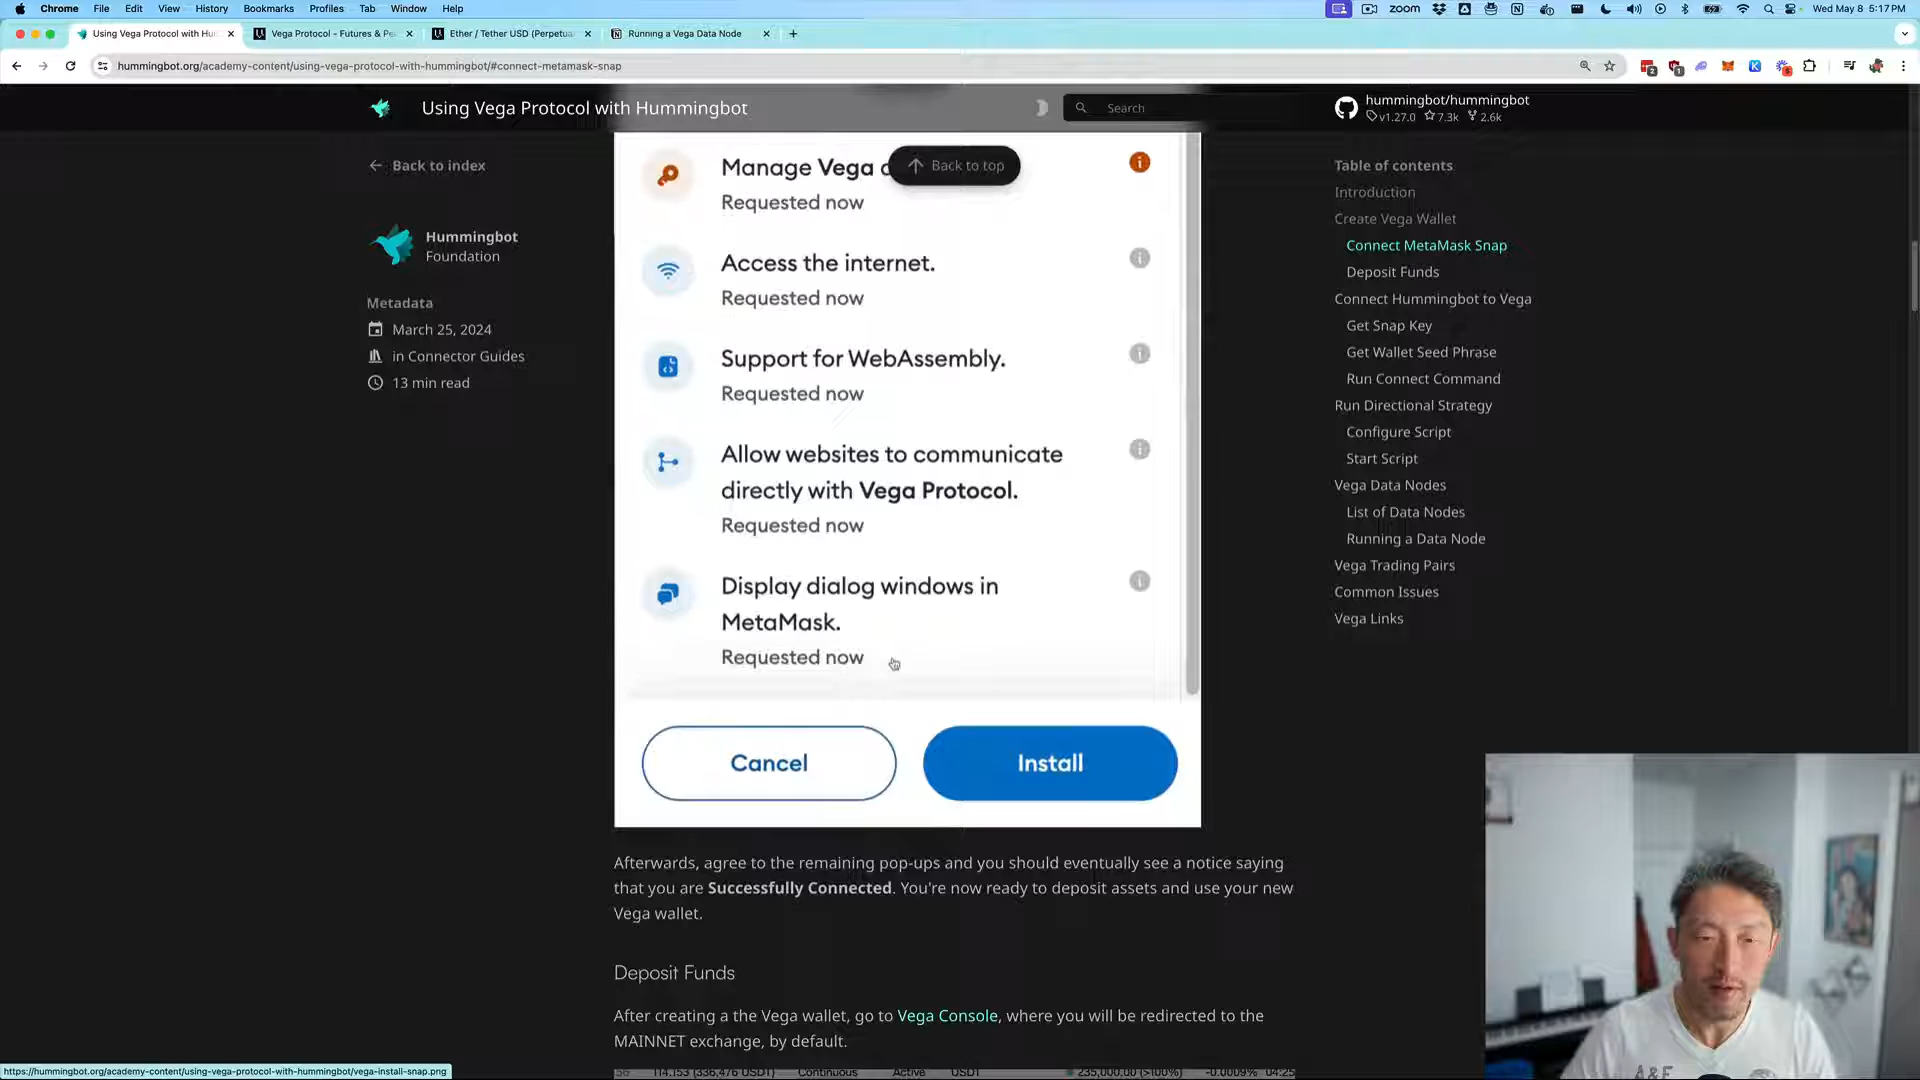 Chrome File Edit View History Bookmarks Profiles Tab Window Help
zoom
Wed May 8 5:17 PM
Using Vega Protocol with Hum
Vega Protocol - Futures & Pe
Ether / Tether USD (Perpetua
Running a Vega Data Node
hummingbot.org/academy-content/using-vega-protocol-with-hummingbot/#connect-metamask-snap
Using Vega Protocol with Hummingbot
Search
hummingbot/hummingbot
v1.27.0 7.3k 2.6k
Back to index
Hummingbot
Foundation
Metadata
March 25, 2024
in Connector Guides
13 min read
Manage Vega
Back to top
Requested now
Access the internet.
Requested now
Support for WebAssembly.
Requested now
Allow websites to communicate
directly with Vega Protocol.
Requested now
Display dialog windows in
MetaMask.
Requested now
Cancel
Install
Afterwards, agree to the remaining pop-ups and you should eventually see a notice saying
that you are Successfully Connected. You're now ready to deposit assets and use your new
Vega wallet.
Deposit Funds
After creating a the Vega wallet, go to Vega Console, where you will be redirected to the
MAINNET exchange, by default.
Table of contents
Introduction
Create Vega Wallet
Connect MetaMask Snap
Deposit Funds
Connect Hummingbot to Vega
Get Snap Key
Get Wallet Seed Phrase
Run Connect Command
Run Directional Strategy
Configure Script
Start Script
Vega Data Nodes
List of Data Nodes
Running a Data Node
Vega Trading Pairs
Common Issues
Vega Links
https://hummingbot.org/academy-content/using-vega-protocol-with-hummingbot/vega-install-snap.png